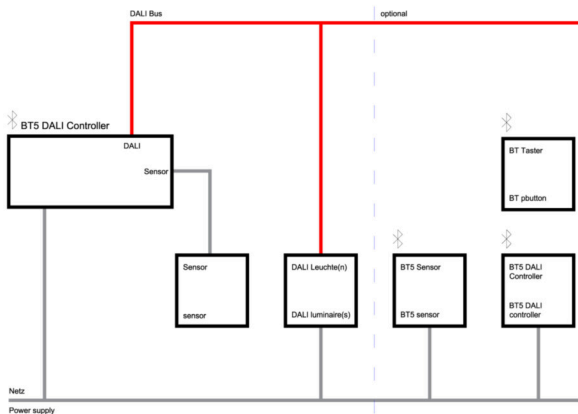 DALI Bus
optional
BT5 DALI Controller
DALI
Sensor
BT Taster
BT pbutton
Sensor
sensor
DALI Leuchte(n)
DALI luminaire(s)
BT5 Sensor
BT5 sensor
BT5 DALI
Controller
BT5 DALI
controller
Netz
Power supply